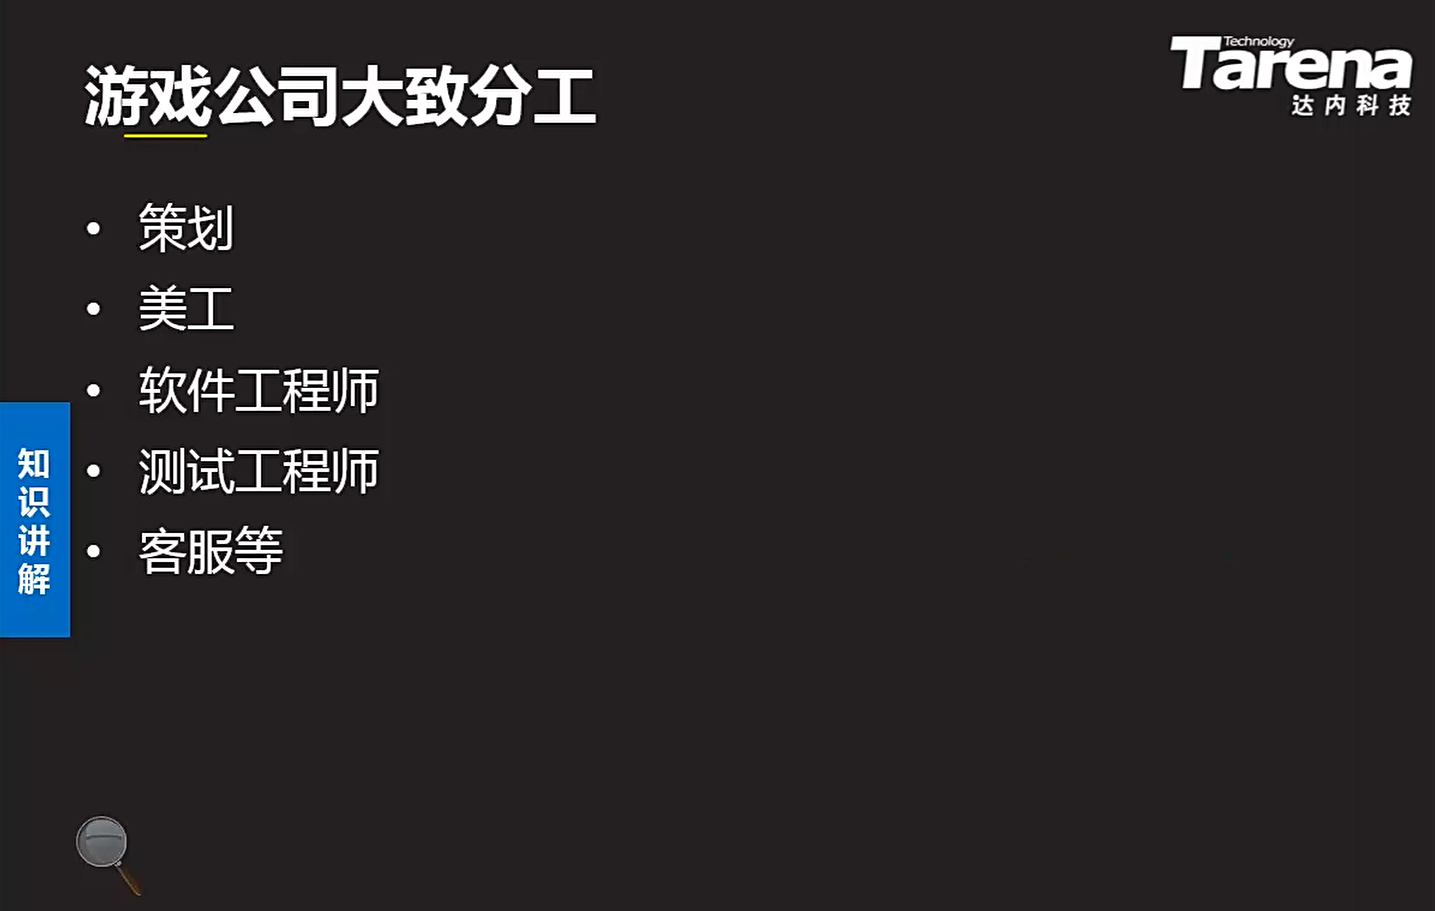 Technology
Tarena
达内科技
游戏公司大致分工
• 策划
• 美工
• 软件工程师
• 测试工程师
• 客服等
知识讲解